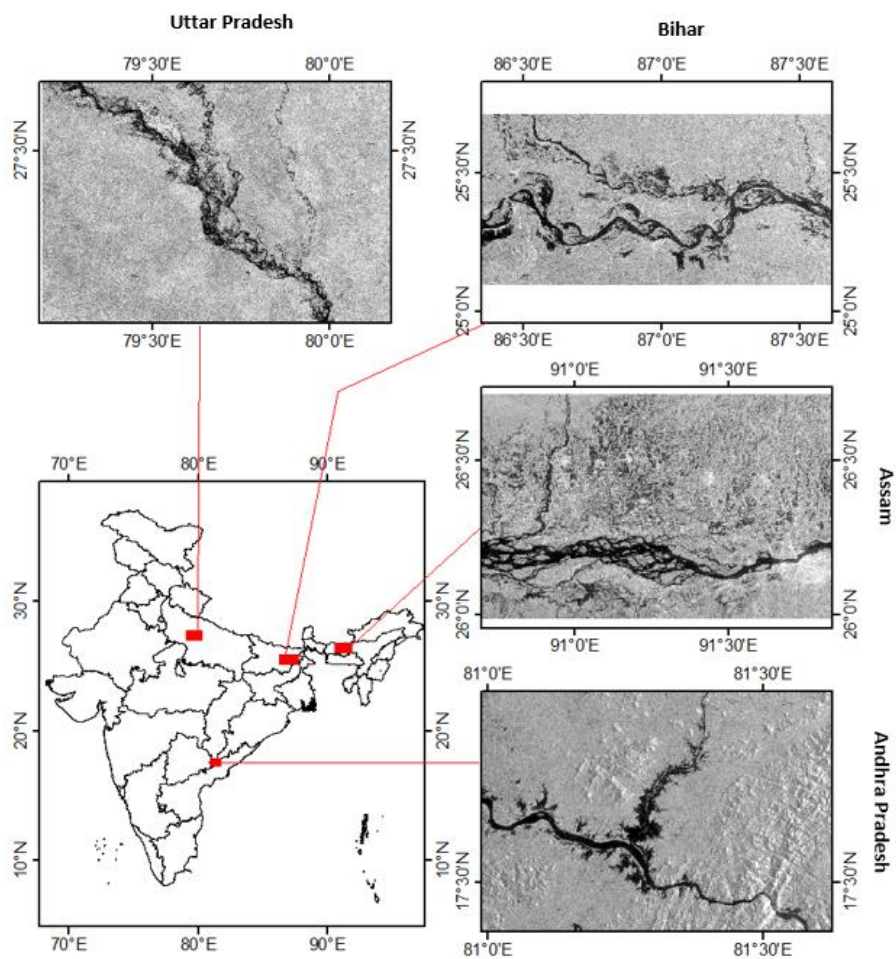 Uttar Pradesh
79°30'E 80°0'E
27°30'N 27°30'N
79°30'E 80°0'E
Bihar
86°30'E 87°0'E 87°30'E
25°30'N 25°30'N
25°0'N 25°0'N
86°30'E 87°0'E 87°30'E
91°0'E 91°30'E
26°30'N 26°30'N
26°0'N 26°0'N
91°0'E 91°30'E
Assam
70°E 80°E 90°E
30°N 30°N
20°N 20°N
10°N 10°N
70°E 80°E 90°E
81°0'E 81°30'E
17°30'N 17°30'N
81°0'E 81°30'E
Andhra Pradesh